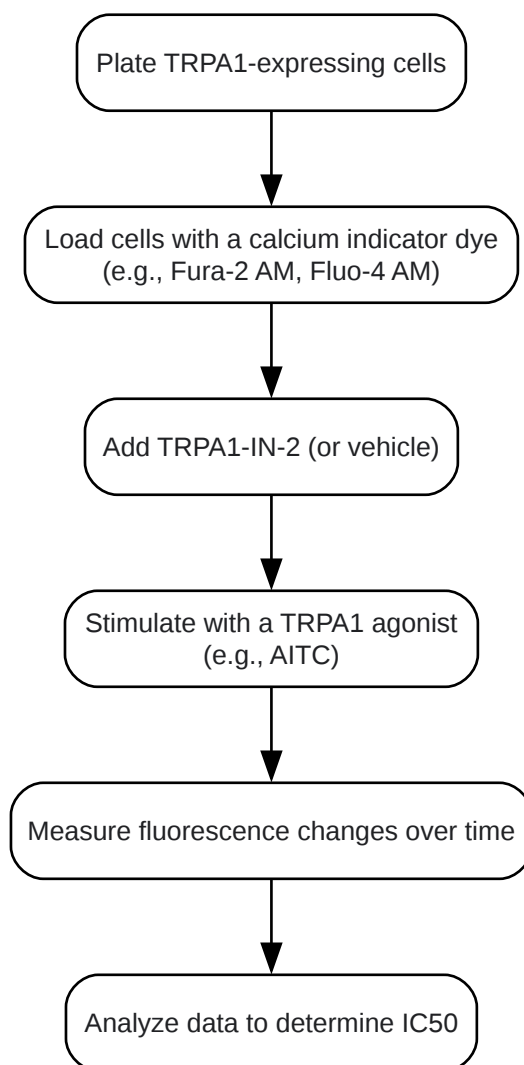 Plate TRPA1-expressing cells
Load cells with a calcium indicator dye
(e.g., Fura-2 AM, Fluo-4 AM)
Add TRPA1-IN-2 (or vehicle)
Stimulate with a TRPA1 agonist
(e.g., AITC)
Measure fluorescence changes over time
Analyze data to determine IC50